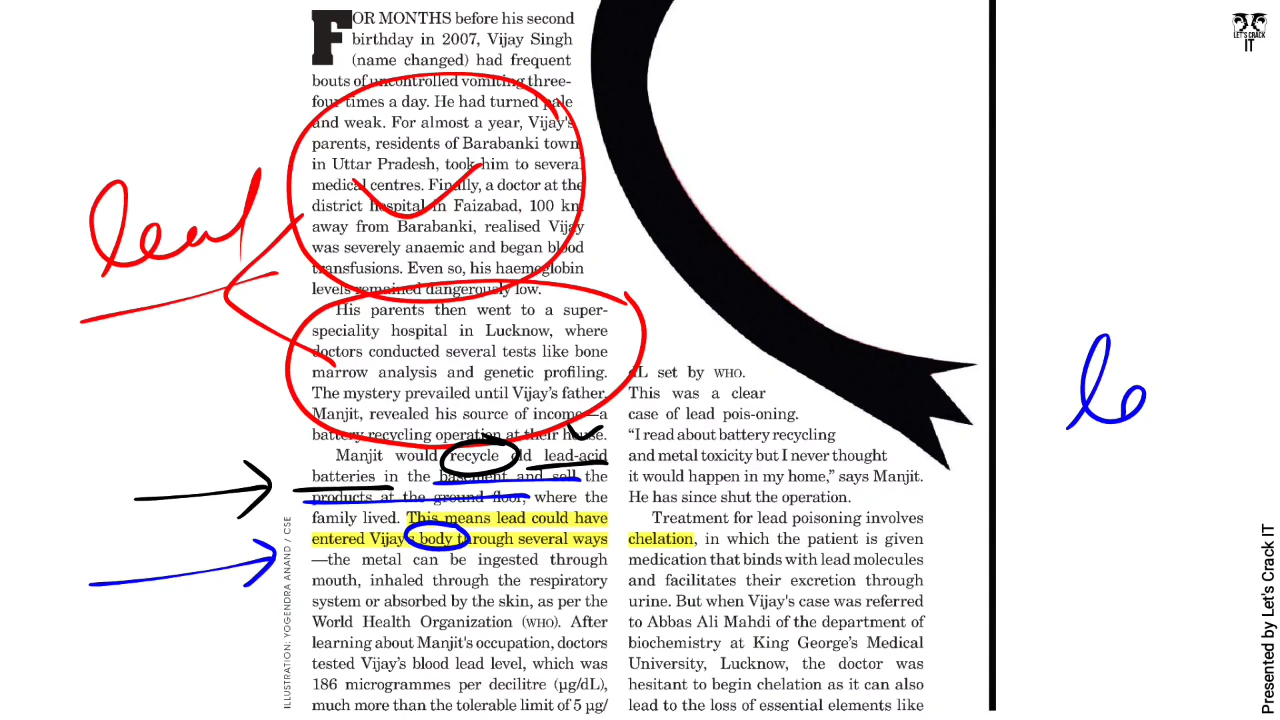 FOR MONTHS before his second
birthday in 2007, Vijay Singh
(name changed) had frequent
bouts of uncontrolled vomiting three-
four times a day. He had turned pale
and weak. For almost a year, Vijay's
parents, residents of Barabanki town
in Uttar Pradesh, took him to several
medical centres. Finally, a doctor at the
district hospital in Faizabad, 100 km
away from Barabanki, realised Vijay
was severely anaemic and began blood
transfusions. Even so, his haemoglobin
levels remained dangerously low.
His parents then went to a super-
speciality hospital in Lucknow, where
doctors conducted several tests like bone
marrow analysis and genetic profiling.
The mystery prevailed until Vijay's father,
Manjit, revealed his source of income—a
battery recycling operation at their house.
Manjit would recycle old lead-acid
batteries in the basement and sell the
products at the ground floor, where the
family lived. This means lead could have
entered Vijay's body through several ways
—the metal can be ingested through
mouth, inhaled through the respiratory
system or absorbed by the skin, as per the
World Health Organization (WHO). After
learning about Manjit's occupation, doctors
tested Vijay's blood lead level, which was
186 microgrammes per decilitre (µg/dL),
much more than the tolerable limit of 5 µg/
dL set by WHO.
This was a clear
case of lead pois-oning.
"I read about battery recycling
and metal toxicity but I never thought
it would happen in my home," says Manjit.
He has since shut the operation.
Treatment for lead poisoning involves
chelation, in which the patient is given
medication that binds with lead molecules
and facilitates their excretion through
urine. But when Vijay's case was referred
to Abbas Ali Mahdi of the department of
biochemistry at King George's Medical
University, Lucknow, the doctor was
hesitant to begin chelation as it can also
lead to the loss of essential elements like
lead
le
ILLUSTRATION: YOGENDRA ANAND / CSE
LET'S CRACK
IT
Presented by Let's Crack IT